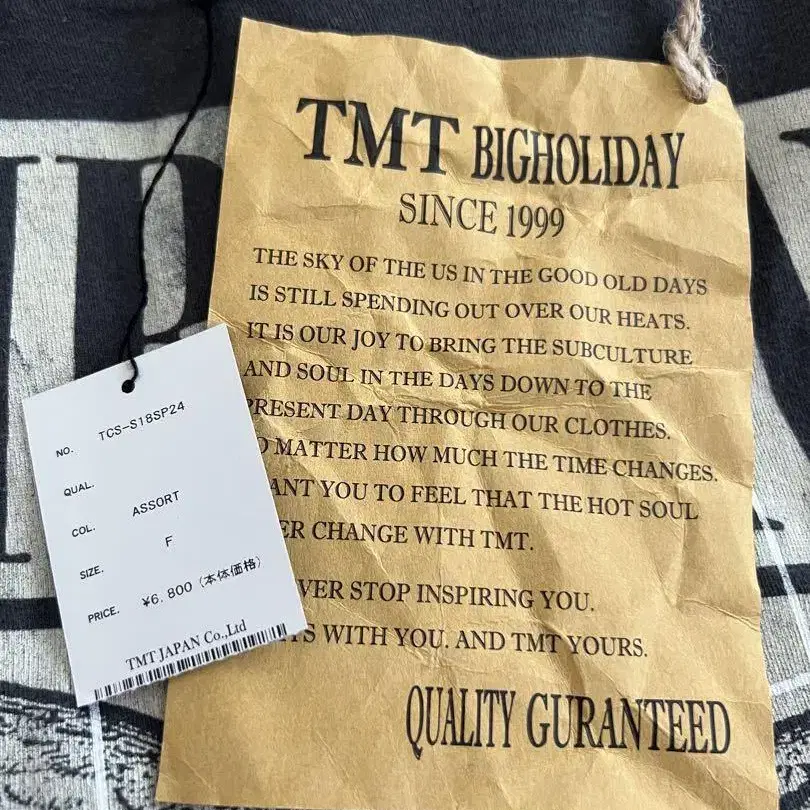 TMT BIGHOLIDAY
SINCE 1999
THE SKY OF THE US IN THE GOOD OLD DAYS
IS STILL SPENDING OUT OVER OUR HEATS.
IT IS OUR JOY TO BRING THE SUBCULTURE
AND SOUL IN THE DAYS DOWN TO THE
PRESENT DAY THROUGH OUR CLOTHES.
MATTER HOW MUCH THE TIME CHANGES.
YOU TO FEEL THAT THE HOT SOUL
CHANGE WITH TMT.
STOP INSPIRING YOU.
WITH YOU. AND TMT YOURS.
QUALITY GURANTEED
NO. TCS-S18SP24
QUAL.
COL. ASSORT
SIZE. F
PRICE. ¥6,800 (本体価格)
TMT JAPAN Co.,Ltd